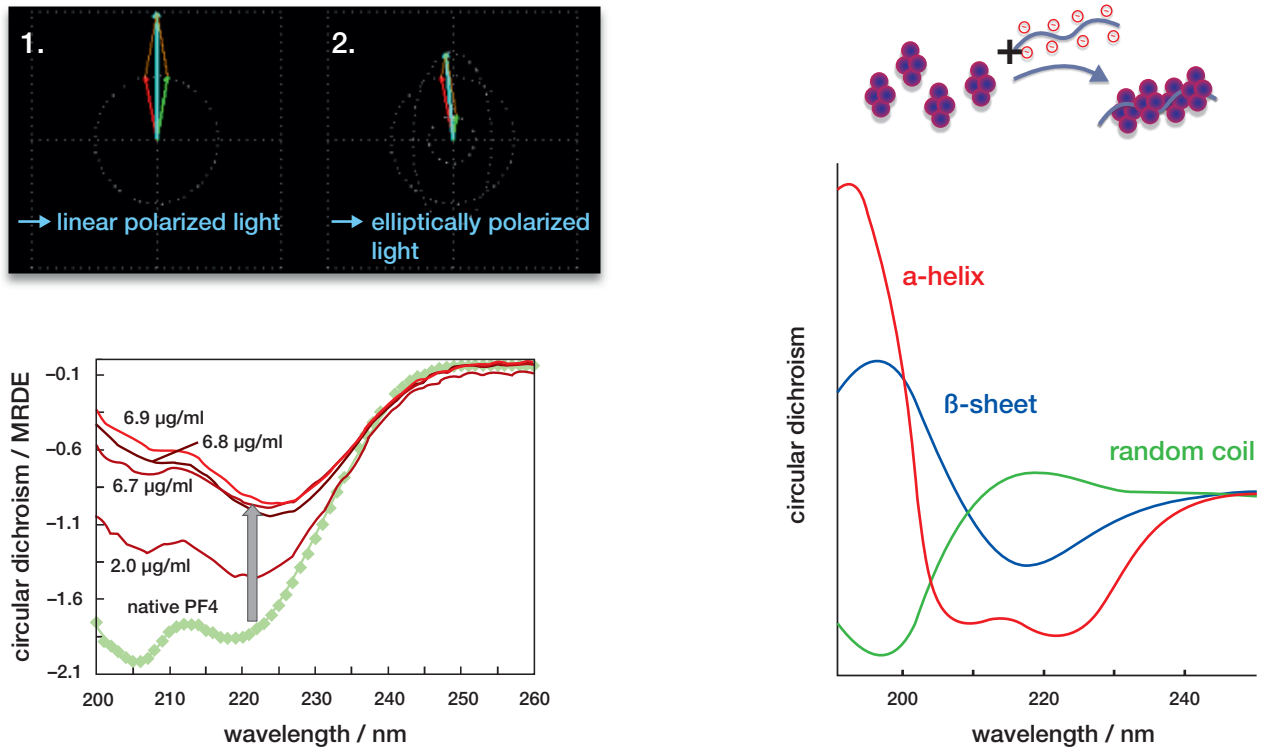 1.
2.
→ linear polarized light
→ elliptically polarized
light
+
circular dichroism / MRDE
−0.1
−0.6
−1.1
−1.6
−2.1
6.9 µg/ml
6.8 µg/ml
6.7 µg/ml
2.0 µg/ml
native PF4
200
210
220
230
240
250
260
wavelength / nm
circular dichroism
a-helix
ß-sheet
random coil
200
220
240
wavelength / nm